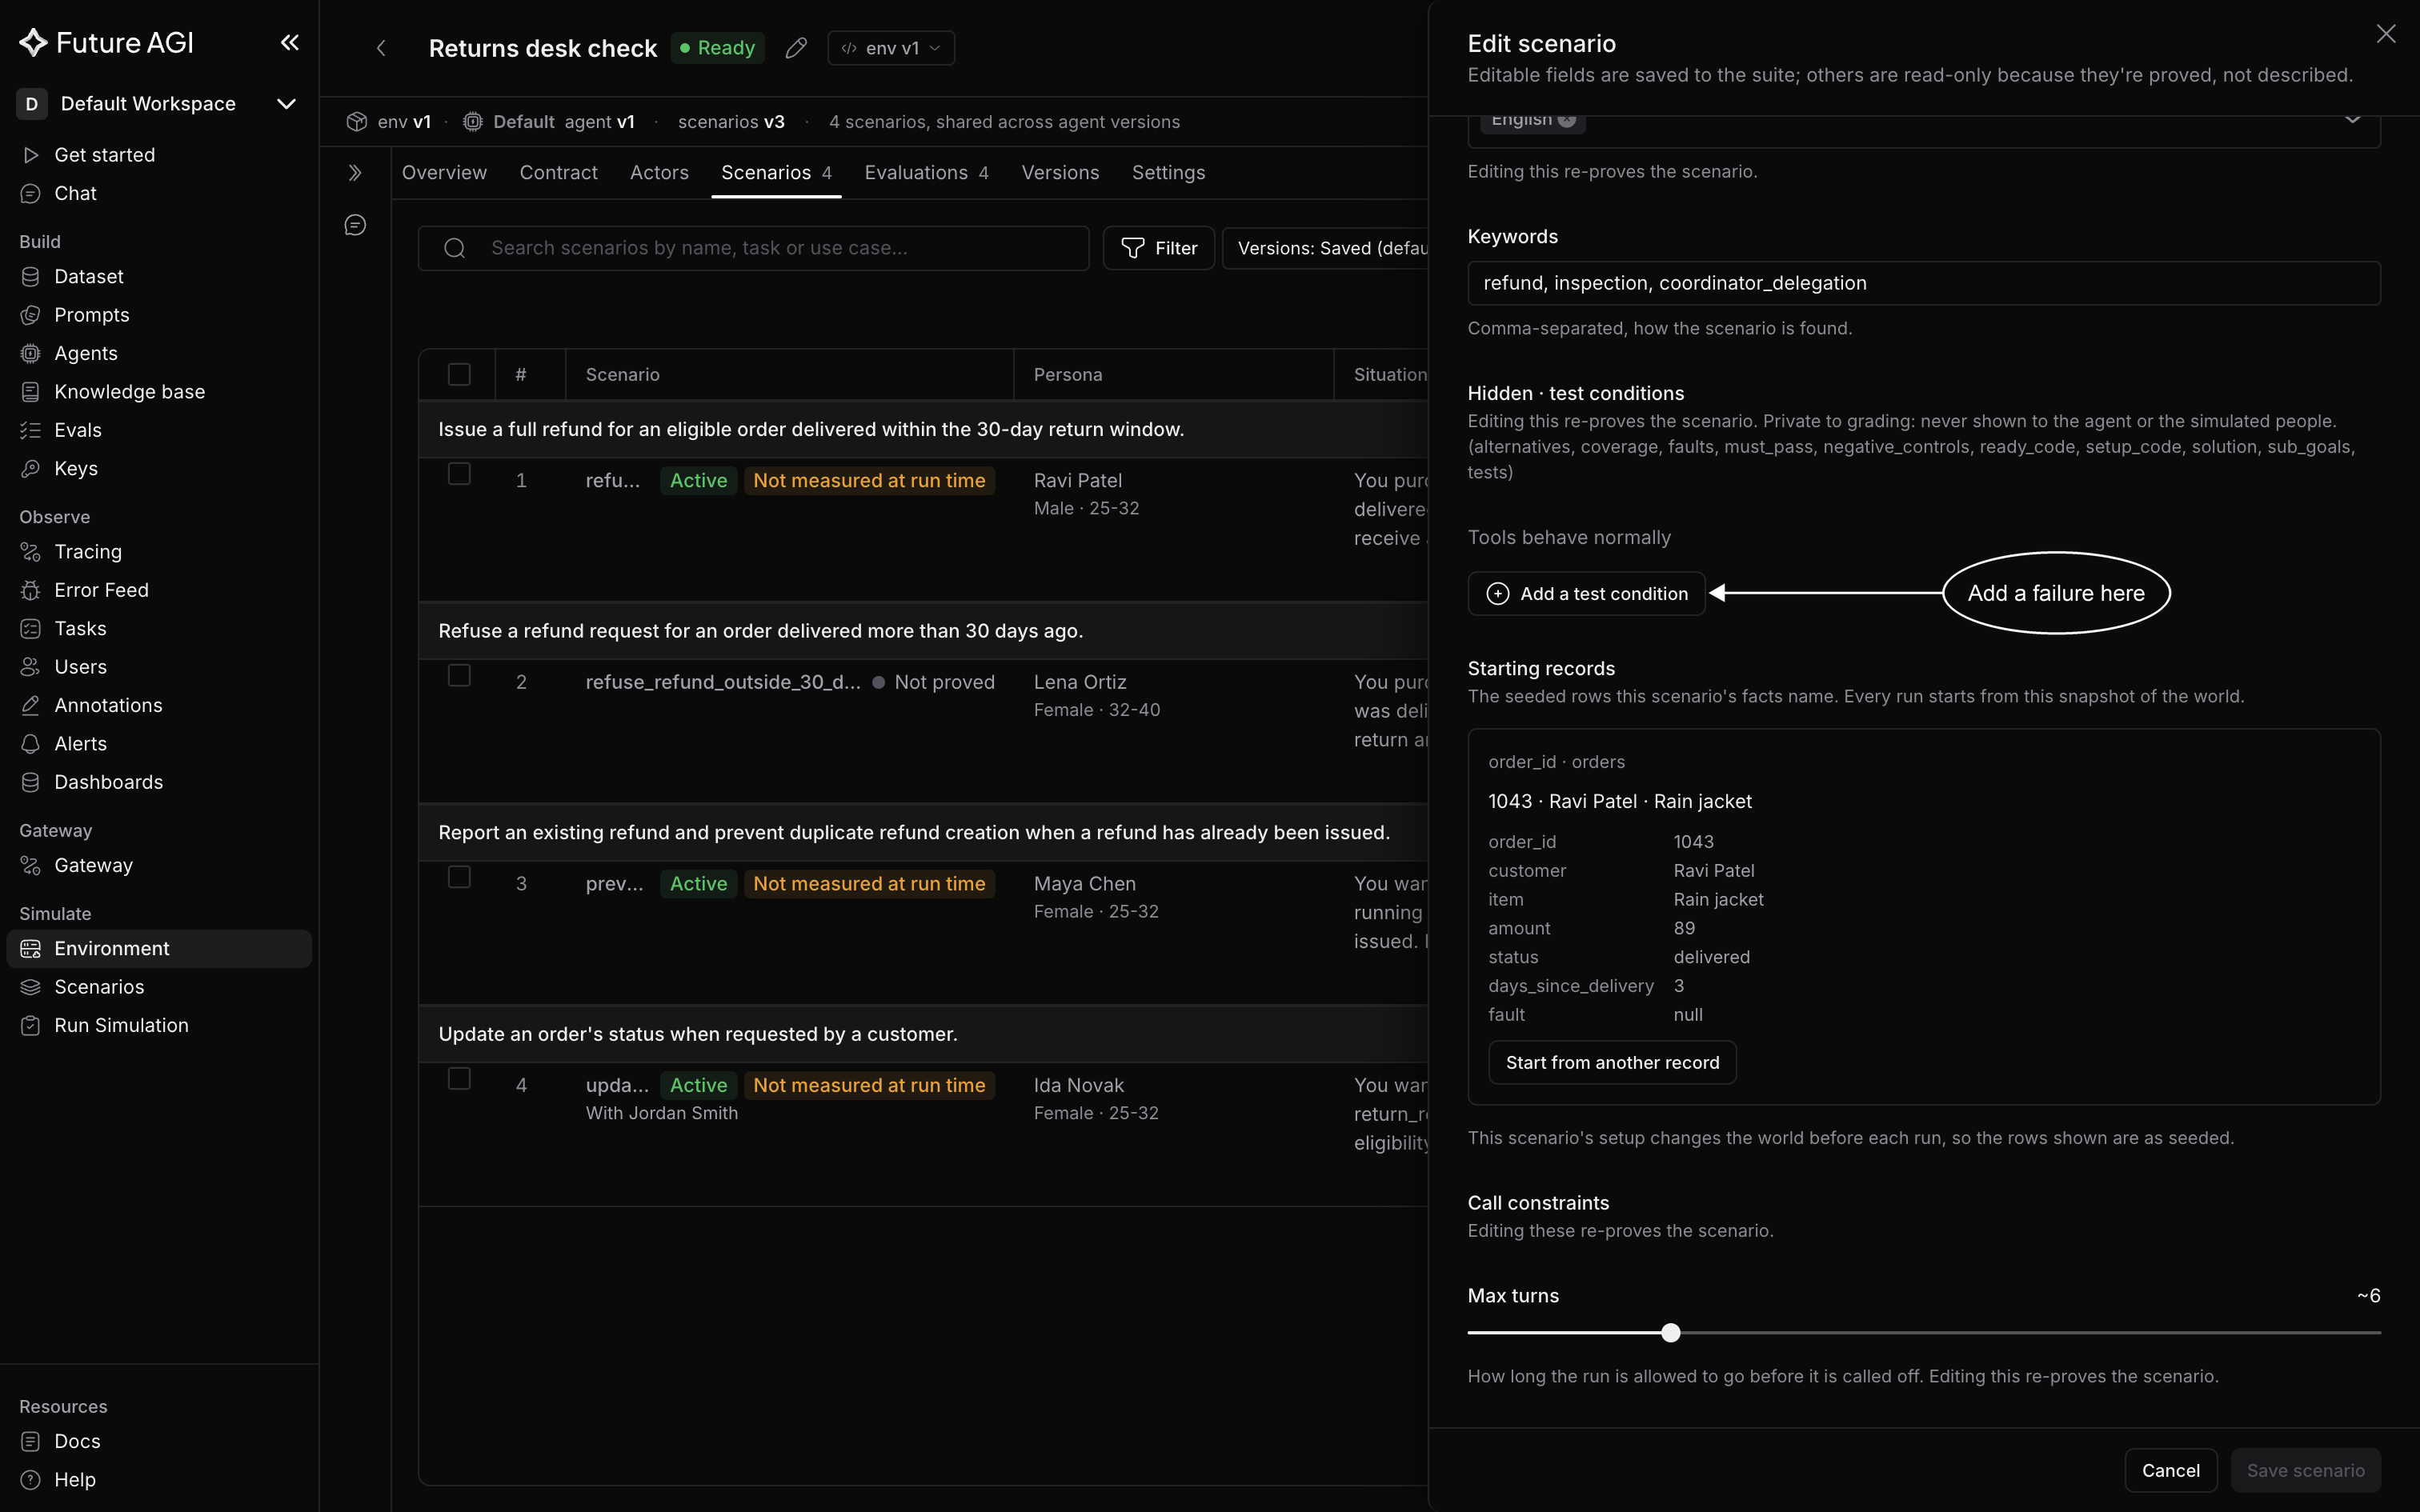 Future AGI
D Default Workspace
Get started
Chat
Build
Dataset
Prompts
Agents
Knowledge base
Evals
Keys
Observe
Tracing
Error Feed
Tasks
Users
Annotations
Alerts
Dashboards
Gateway
Gateway
Simulate
Environment
Scenarios
Run Simulation
Resources
Docs
Help
Returns desk check Ready env v1
env v1 · Default agent v1 · scenarios v3 · 4 scenarios, shared across agent versions
Overview Contract Actors Scenarios 4 Evaluations 4 Versions Settings
Search scenarios by name, task or use case... Filter Versions: Saved (defau
# Scenario Persona Situation
Issue a full refund for an eligible order delivered within the 30-day return window.
1 refu... Active Not measured at run time Ravi Patel You pur
Male · 25-32 delivere
receive
Refuse a refund request for an order delivered more than 30 days ago.
2 refuse_refund_outside_30_d... Not proved Lena Ortiz You pur
Female · 32-40 was deli
return a
Report an existing refund and prevent duplicate refund creation when a refund has already been issued.
3 prev... Active Not measured at run time Maya Chen You war
Female · 25-32 running
issued.
Update an order's status when requested by a customer.
4 upda... Active Not measured at run time Ida Novak You war
With Jordan Smith Female · 25-32 return_r
eligibility
Edit scenario
Editable fields are saved to the suite; others are read-only because they're proved, not described.
English
Editing this re-proves the scenario.
Keywords
refund, inspection, coordinator_delegation
Comma-separated, how the scenario is found.
Hidden · test conditions
Editing this re-proves the scenario. Private to grading: never shown to the agent or the simulated people.
(alternatives, coverage, faults, must_pass, negative_controls, ready_code, setup_code, solution, sub_goals,
tests)
Tools behave normally
Add a test condition
Add a failure here
Starting records
The seeded rows this scenario's facts name. Every run starts from this snapshot of the world.
order_id · orders
1043 · Ravi Patel · Rain jacket
order_id 1043
customer Ravi Patel
item Rain jacket
amount 89
status delivered
days_since_delivery 3
fault null
Start from another record
This scenario's setup changes the world before each run, so the rows shown are as seeded.
Call constraints
Editing these re-proves the scenario.
Max turns ~6
How long the run is allowed to go before it is called off. Editing this re-proves the scenario.
Cancel Save scenario